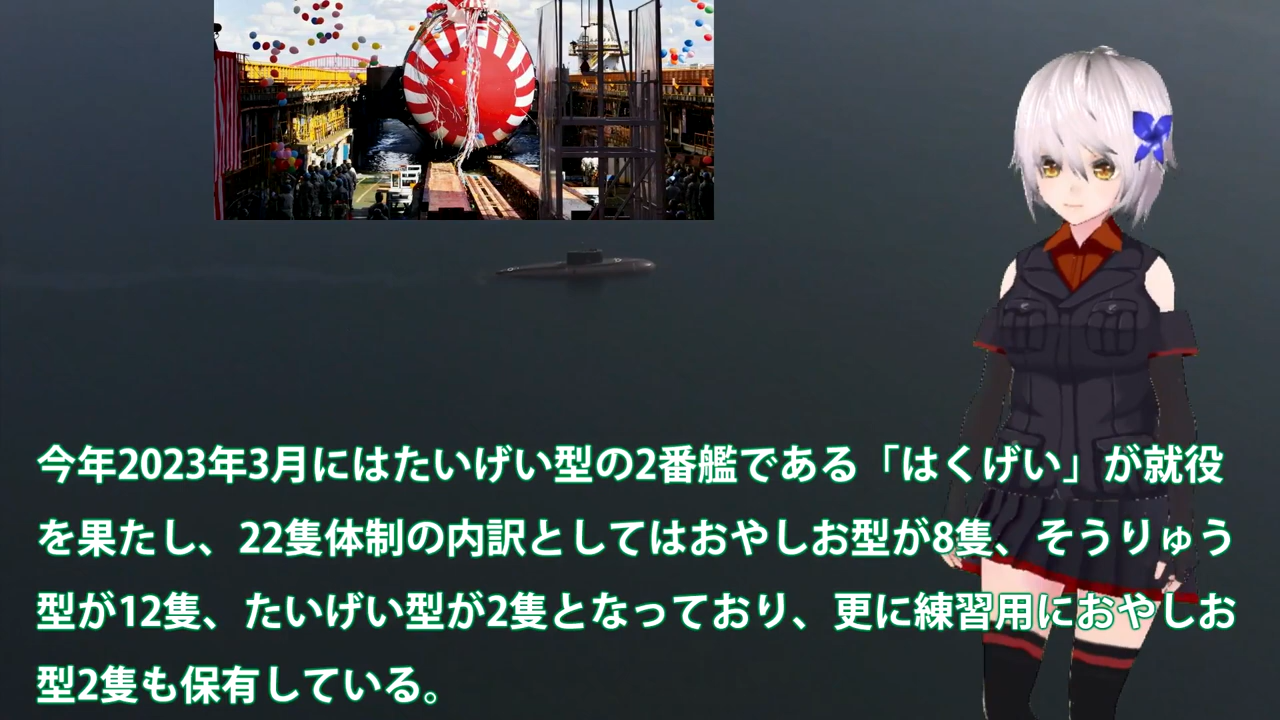 今年2023年3月にはたいげい型の2番艦である「はくげい」が就役
を果たし、22隻体制の内訳としてはおやしお型が8隻、そうりゅう
型が12隻、たいげい型が2隻となっており、更に練習用におやしお
型2隻も保有している。